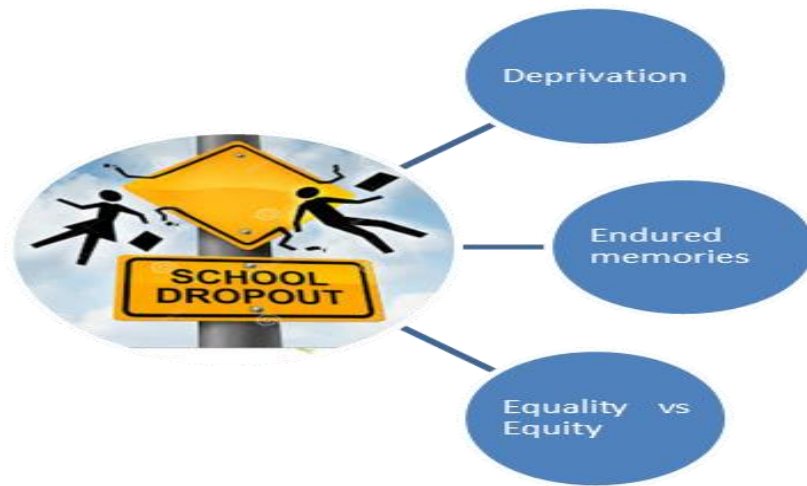 Deprivation
Endured
memories
SCHOOL
DROPOUT
Equality vs
Equity